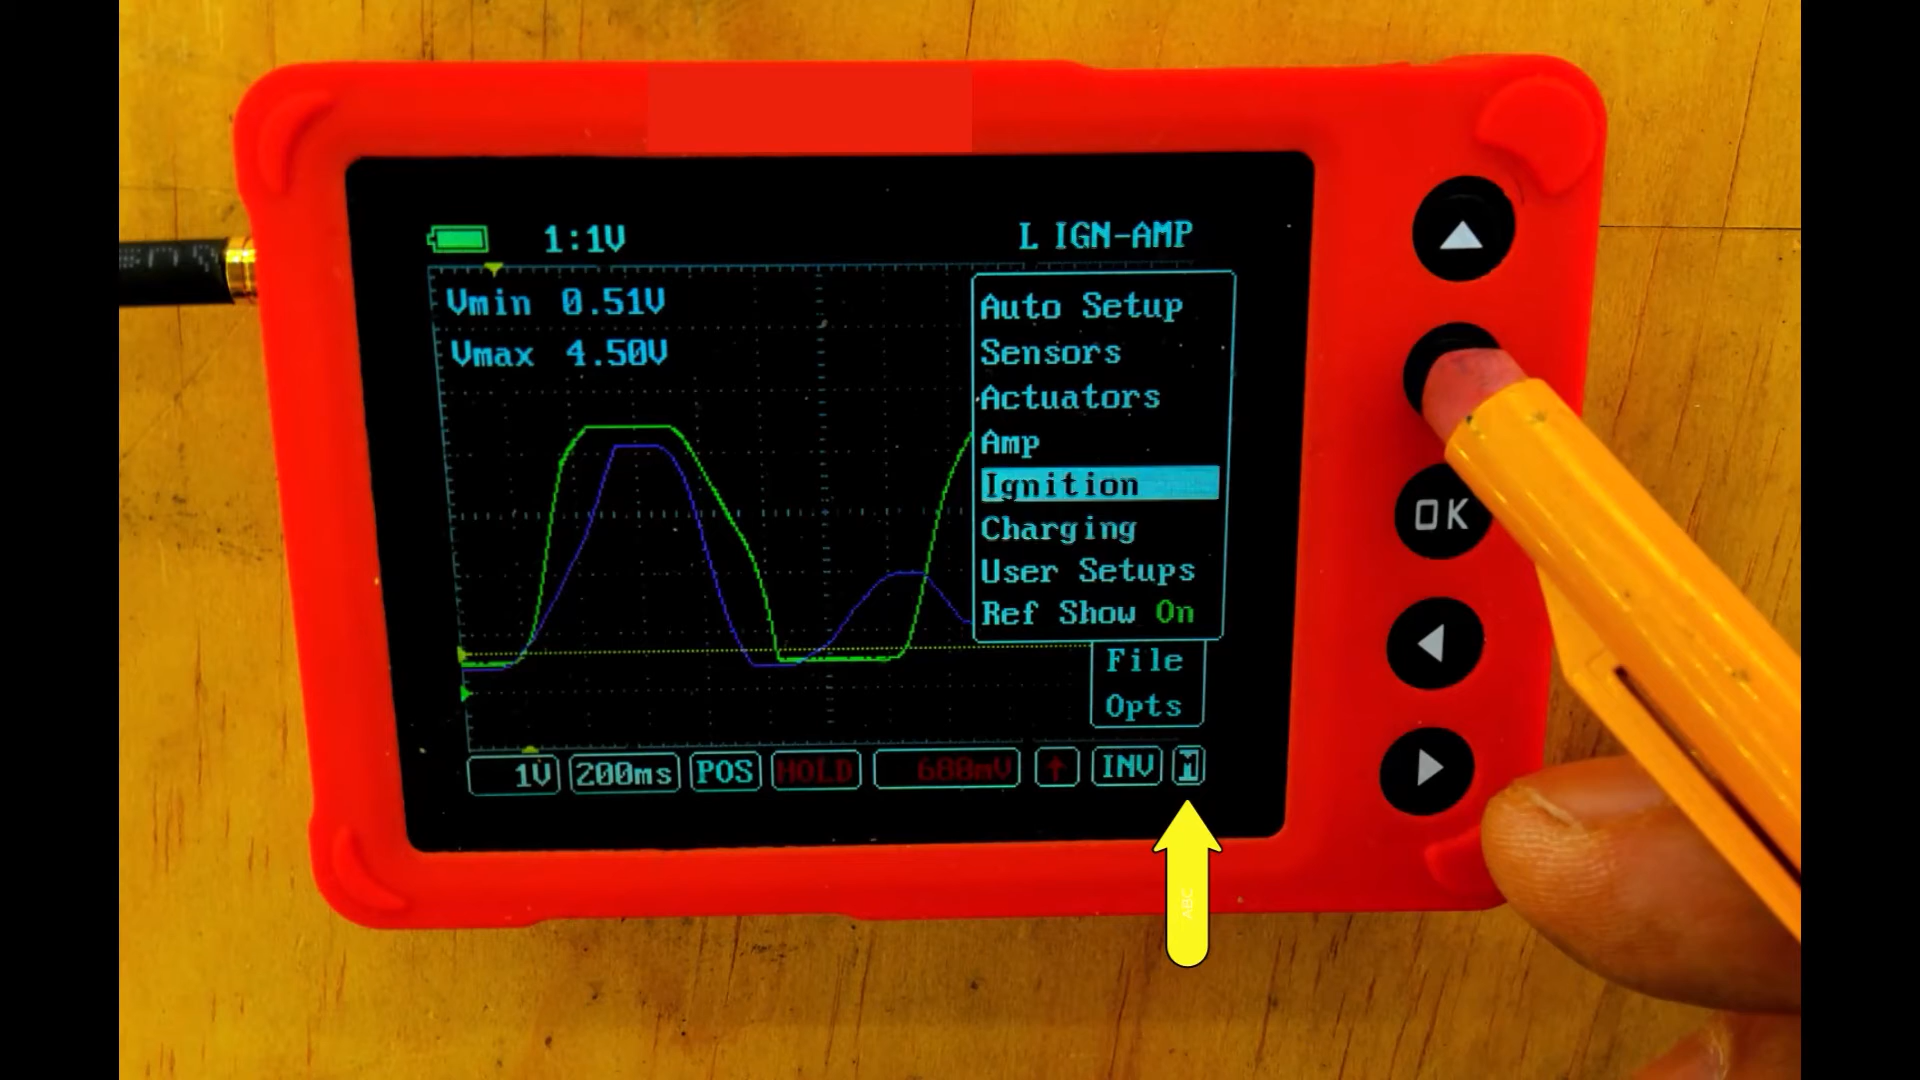 1:1V
L IGN-AMP
Vmin 0.51V
Vmax 4.50V
Auto Setup
Sensors
Actuators
Amp
Ignition
Charging
User Setups
Ref Show On
File
Opts
1V 200ms POS HOLD 680mV ↑ INV M
OK
ABC